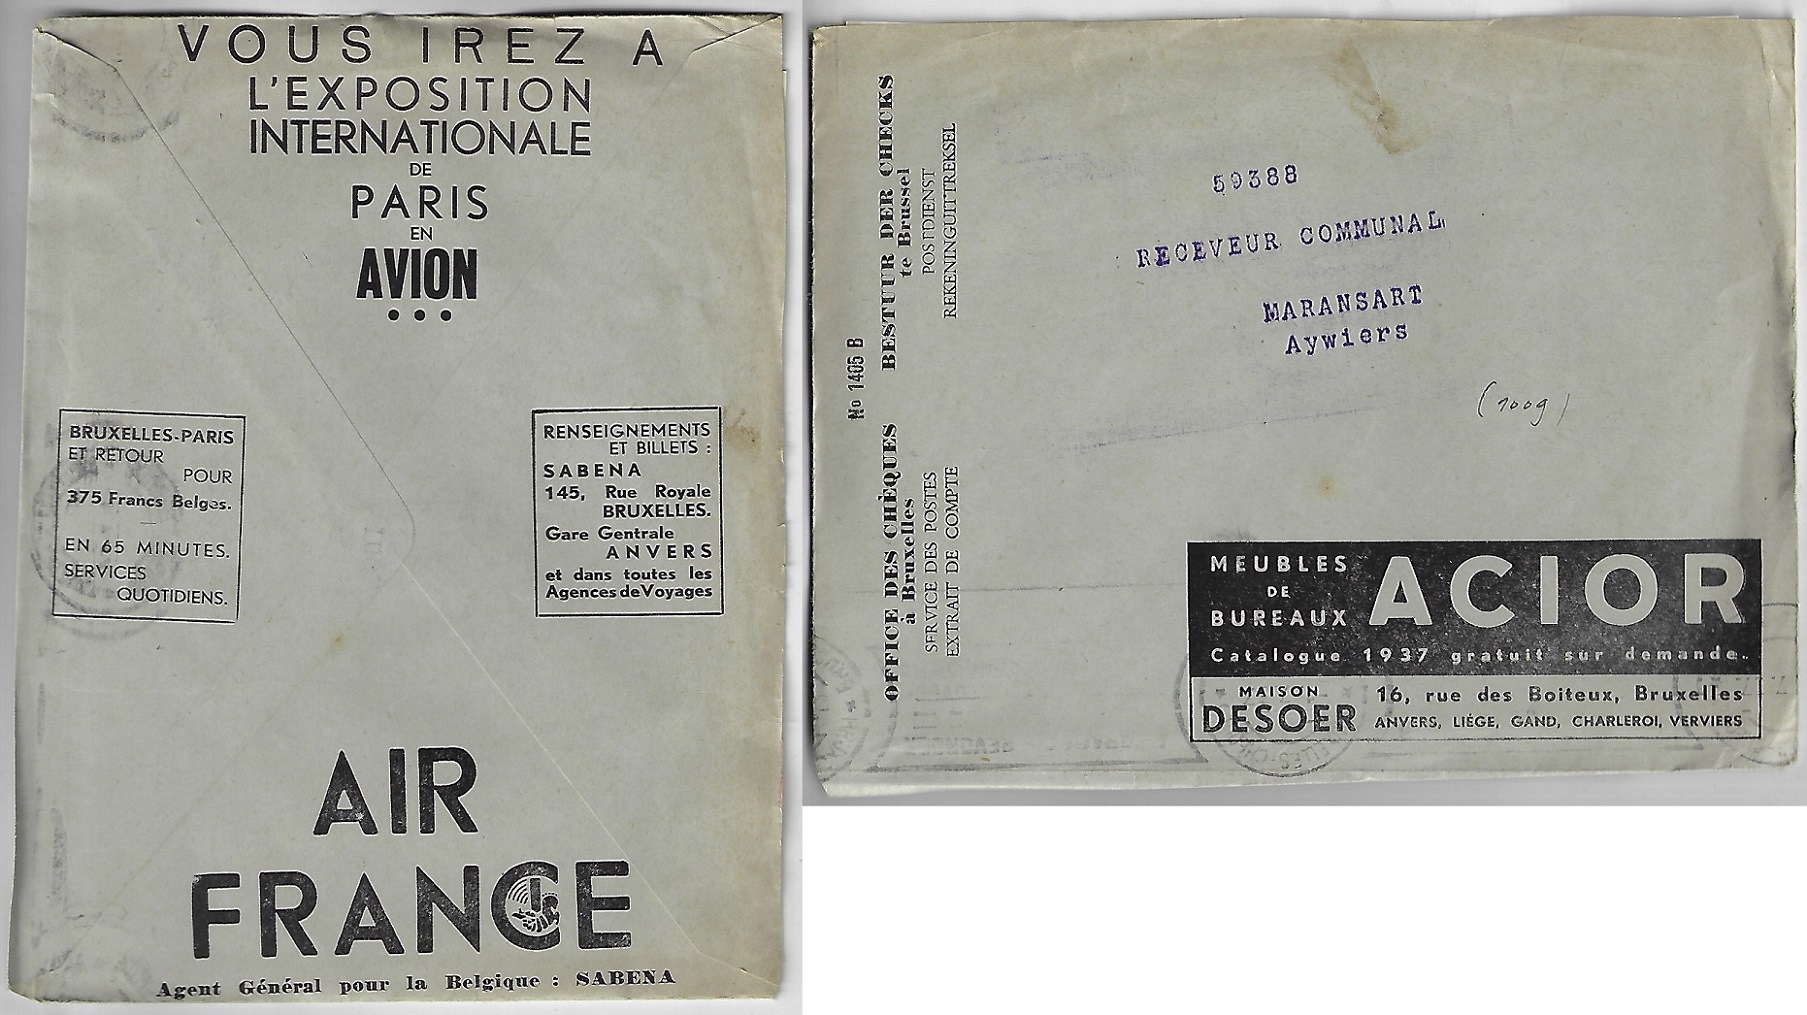 VOUS IREZ A
L'EXPOSITION
INTERNATIONALE
DE
PARIS
EN
AVION
BRUXELLES-PARIS
ET RETOUR
POUR
375 Francs Belges.
EN 65 MINUTES.
SERVICES
QUOTIDIENS.
RENSEIGNEMENTS
ET BILLETS :
SABENA
145, Rue Royale
BRUXELLES.
Gare Gentrale
ANVERS
et dans toutes les
Agences de Voyages
AIR
FRANCE
Agent Général pour la Belgique : SABENA
No 1405 B
OFFICE DES CHÈQUES
à Bruxelles
SERVICE DES POSTES
EXTRAIT DE COMPTE
BESTUUR DER CHECKS
te Brussel
POSTDIENST
REKENINGUITTREKSEL
59388
RECEVEUR COMMUNAL
MARANSART
Aywiers
(100g)
MEUBLES
DE
BUREAUX
ACIOR
Catalogue 1937 gratuit sur demande.
MAISON
DESOER
16, rue des Boiteux, Bruxelles
ANVERS, LIÉGE, GAND, CHARLEROI, VERVIERS